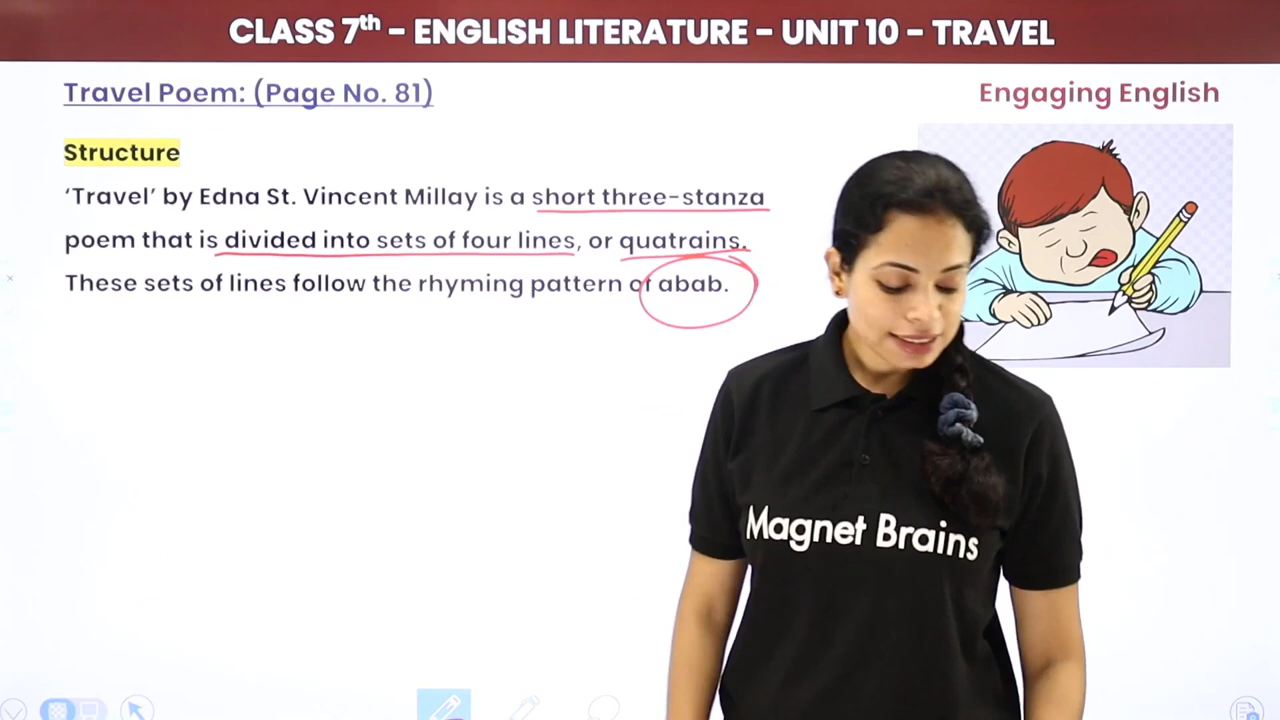 CLASS 7th – ENGLISH LITERATURE – UNIT 10 – TRAVEL
Travel Poem: (Page No. 81)
Engaging English
Structure
‘Travel’ by Edna St. Vincent Millay is a short three-stanza
poem that is divided into sets of four lines, or quatrains.
These sets of lines follow the rhyming pattern of abab.
Magnet Brains